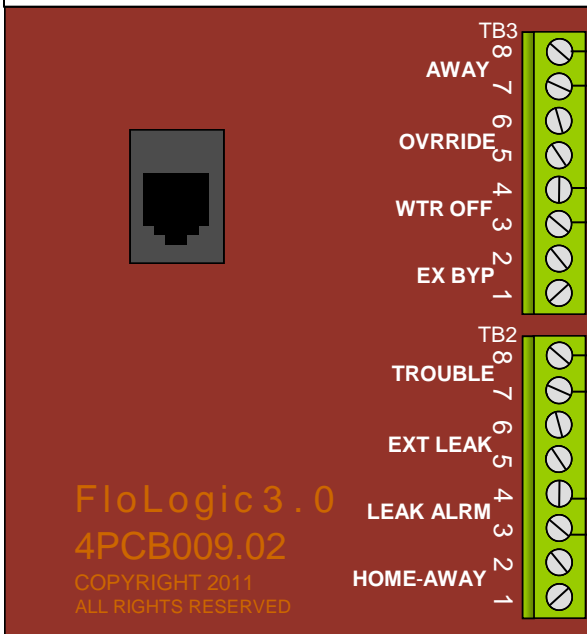 TB3
8
AWAY
7
6
OVRRIDE
5
4
WTR OFF
3
2
EX BYP
1
TB2
8
TROUBLE
7
6
EXT LEAK
5
4
LEAK ALRM
3
2
HOME-AWAY
1
FloLogic3.0
4PCB009.02
COPYRIGHT 2011
ALL RIGHTS RESERVED